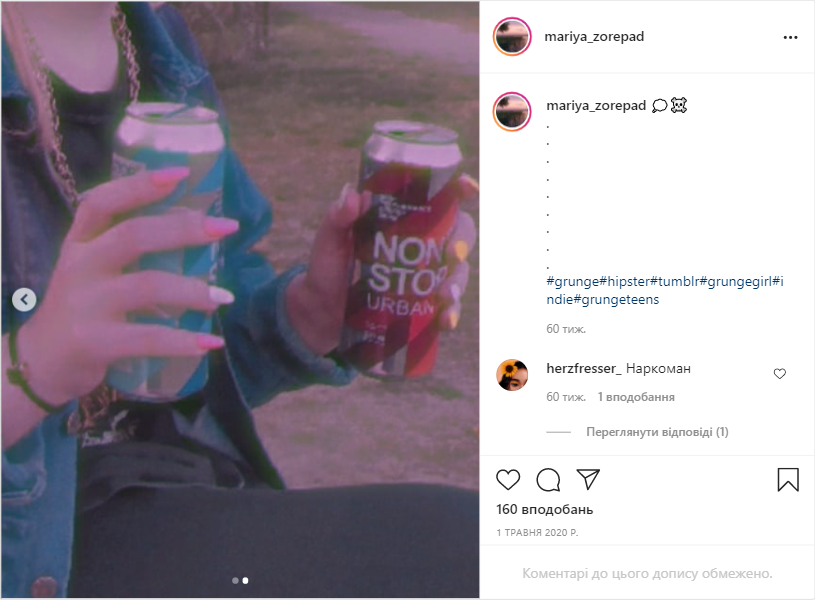 NON
STOP
URBAN
mariya_zorepad
mariya_zorepad 💭☠
.
.
.
.
.
.
.
.
.
#grunge#hipster#tumblr#grungegirl#i
ndie#grungeteens
60 тиж.
herzfresser_ Наркоман
60 тиж. 1 вподобання
Переглянути відповіді (1)
160 вподобань
1 ТРАВНЯ 2020 Р.
Коментарі до цього допису обмежено.